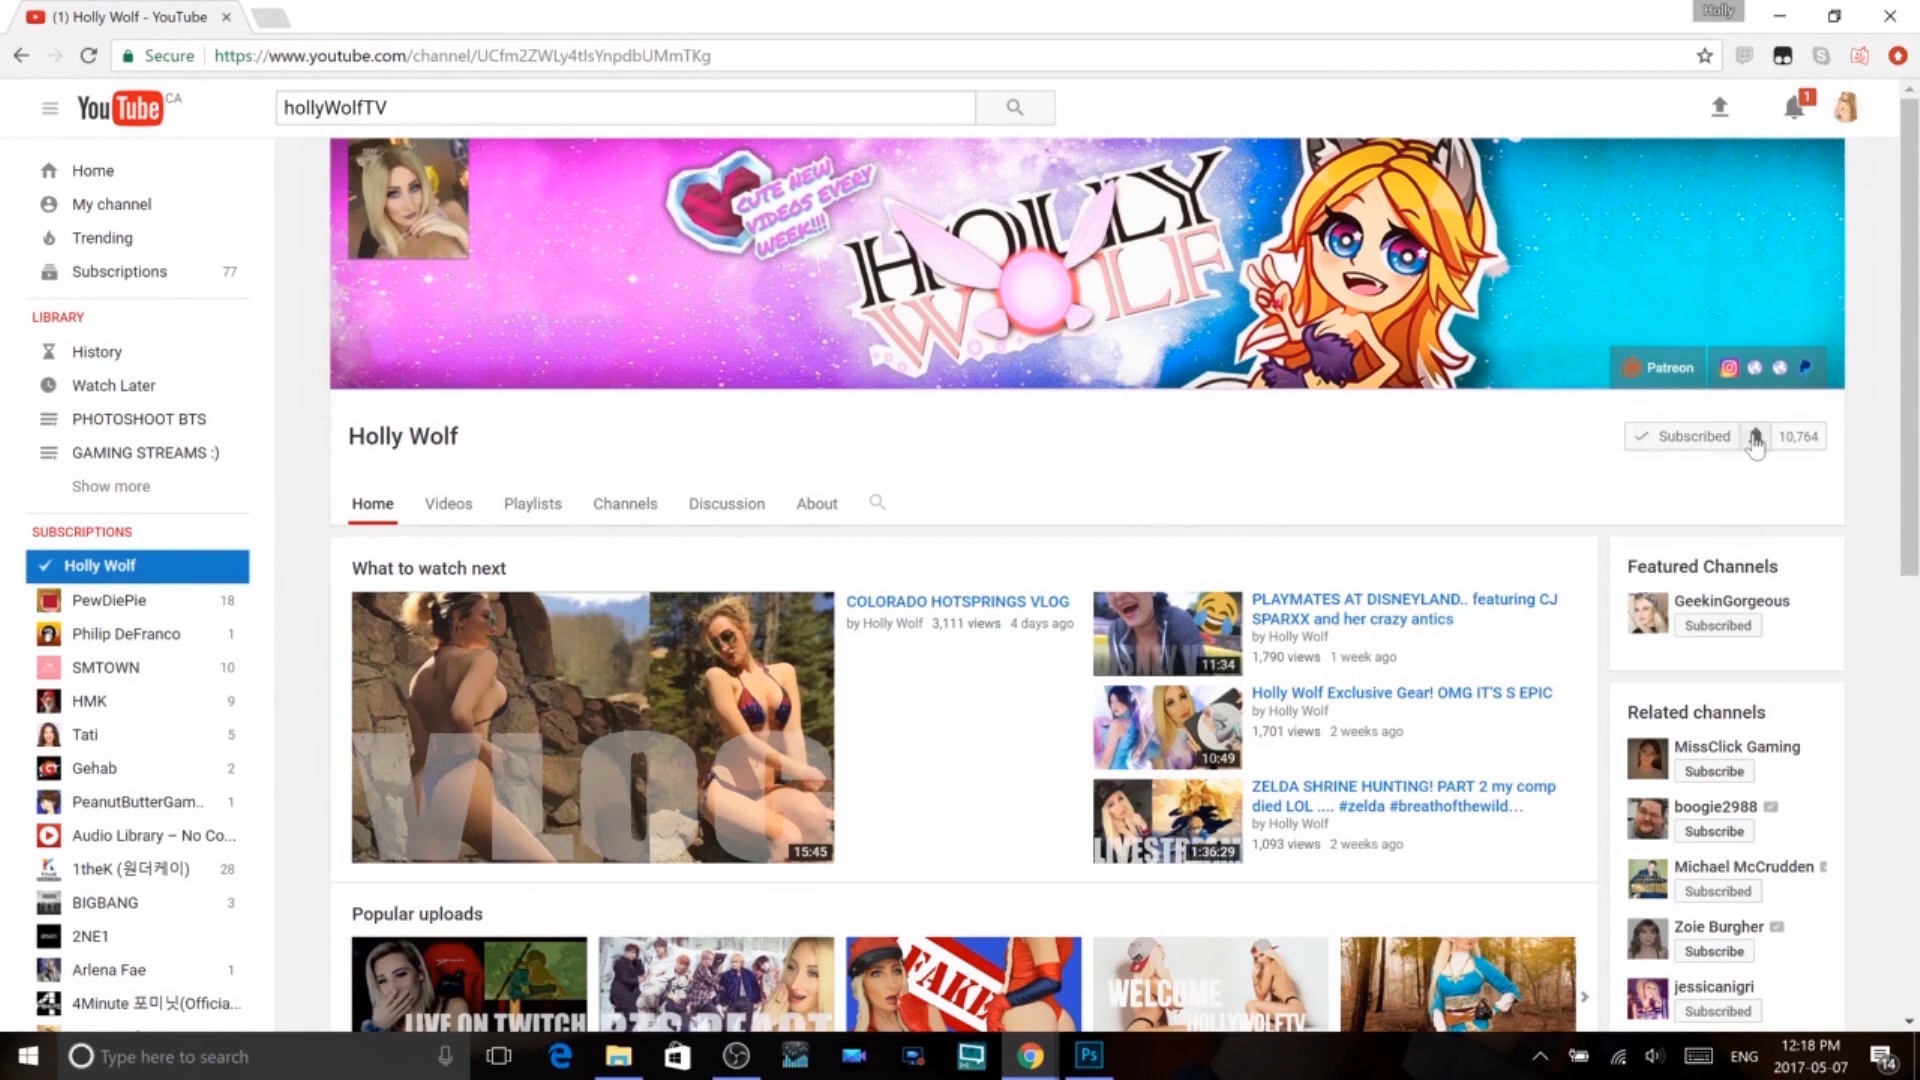 (1) Holly Wolf - YouTube
Holly
Secure
https://www.youtube.com/channel/UCfm2ZWLy4tIsYnpdbUMmTKg
YouTube CA
hollyWolfTV
1
Home
My channel
Trending
Subscriptions 77
LIBRARY
History
Watch Later
PHOTOSHOOT BTS
GAMING STREAMS :)
Show more
SUBSCRIPTIONS
Holly Wolf
PewDiePie 18
Philip DeFranco 1
SMTOWN 10
HMK 9
Tati 5
Gehab 2
PeanutButterGam.. 1
Audio Library – No Co...
1theK (원더케이) 28
BIGBANG 3
2NE1
Arlena Fae 1
4Minute 포미닛(Officia...
CUTE NEW
VIDEOS EVERY
WEEK!!!
HOLLY
WOLF
Patreon
Holly Wolf
Subscribed 10,764
Home Videos Playlists Channels Discussion About
What to watch next
VLOG
15:45
COLORADO HOTSPRINGS VLOG
by Holly Wolf 3,111 views 4 days ago
11:34
PLAYMATES AT DISNEYLAND.. featuring CJ
SPARXX and her crazy antics
by Holly Wolf
1,790 views 1 week ago
10:49
Holly Wolf Exclusive Gear! OMG IT'S S EPIC
by Holly Wolf
1,701 views 2 weeks ago
LIVESTREAM
1:36:29
ZELDA SHRINE HUNTING! PART 2 my comp
died LOL .... #zelda #breathofthewild...
by Holly Wolf
1,093 views 2 weeks ago
Popular uploads
LIVE ON TWITCH
BTS REACT
FAKE
WELCOME
TO HOLLYWOLFTV
Featured Channels
GeekinGorgeous
Subscribed
Related channels
MissClick Gaming
Subscribe
boogie2988
Subscribe
Michael McCrudden
Subscribed
Zoie Burgher
Subscribe
jessicanigri
Subscribed
Type here to search
Ps
ENG
12:18 PM
2017-05-07
14